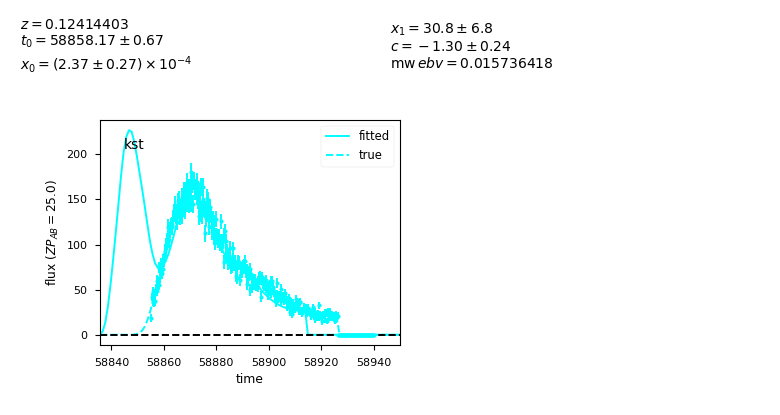 z = 0.12414403
t₀ = 58858.17 ± 0.67
x₀ = (2.37 ± 0.27) × 10⁻⁴
x₁ = 30.8 ± 6.8
c = −1.30 ± 0.24
mw ebv = 0.015736418
kst
fitted
true
200
150
100
50
0
flux (ZP_AB = 25.0)
58840 58860 58880 58900 58920 58940
time